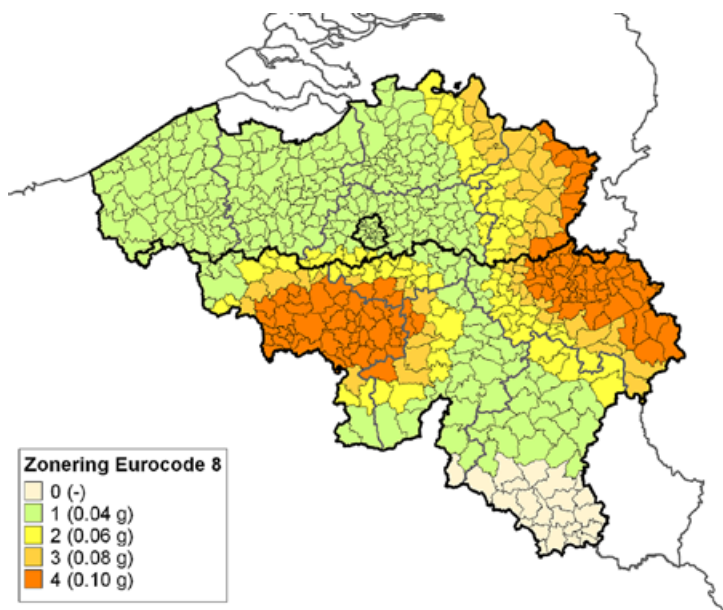 Zonering Eurocode 8
0 (-)
1 (0.04 g)
2 (0.06 g)
3 (0.08 g)
4 (0.10 g)